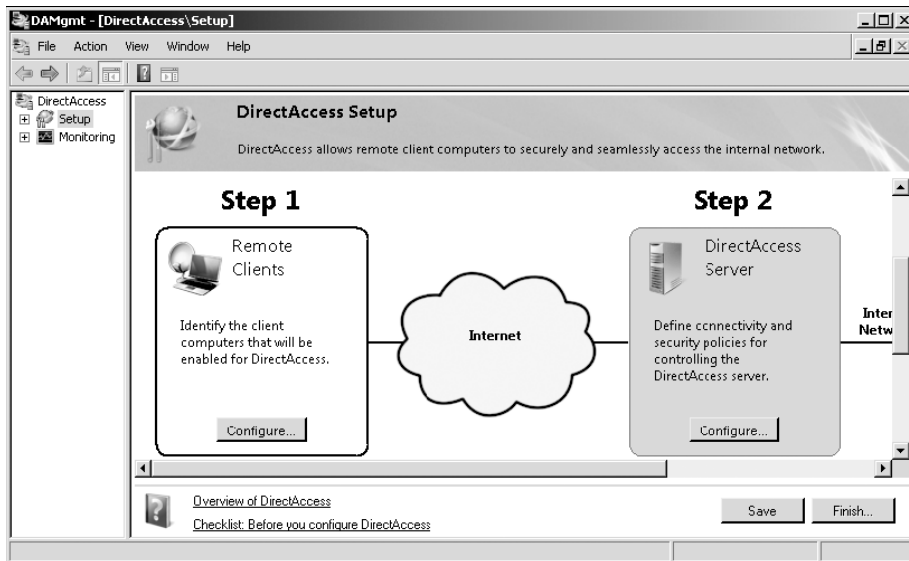 DAMgmt - [DirectAccess\Setup]
File Action View Window Help
DirectAccess
Setup
Monitoring
DirectAccess Setup
DirectAccess allows remote client computers to securely and seamlessly access the internal network.
Step 1
Remote
Clients
Identify the client
computers that will be
enabled for DirectAccess.
Configure...
Internet
Step 2
DirectAccess
Server
Define connectivity and
security policies for
controlling the
DirectAccess server.
Configure...
Inter
Netw
Overview of DirectAccess
Checklist: Before you configure DirectAccess
Save
Finish...